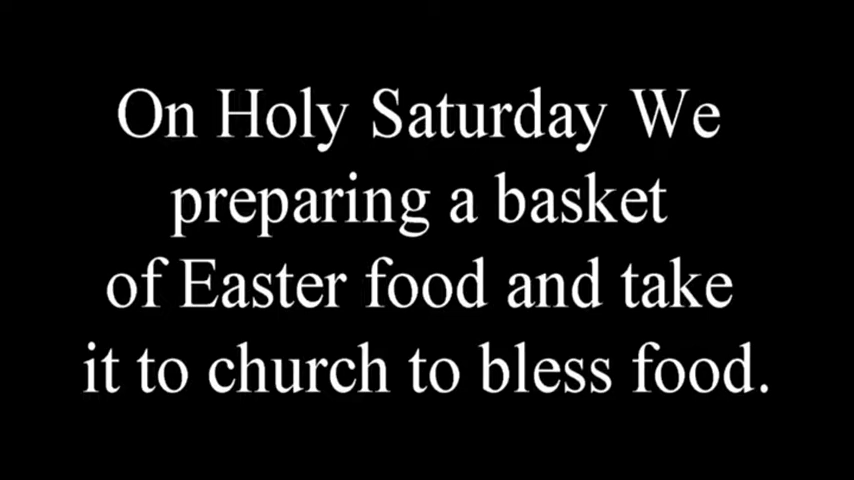 On Holy Saturday We
preparing a basket
of Easter food and take
it to church to bless food.